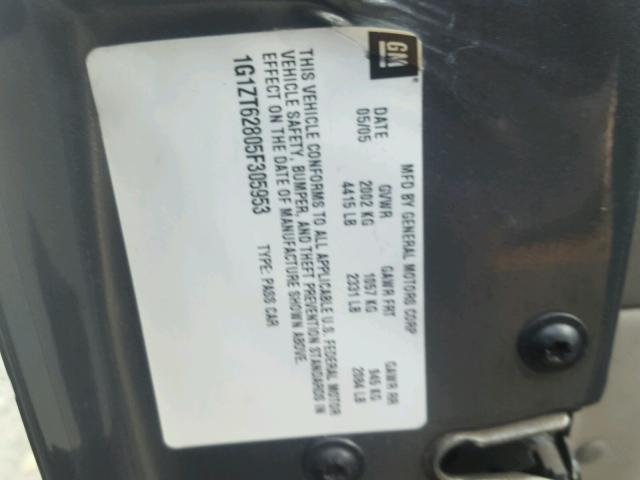 GM
MFD BY GENERAL MOTORS CORP
DATE GVWR GAWR FRT GAWR RR
05/05 2002 KG 1057 KG 945 KG
4415 LB 2331 LB 2084 LB
THIS VEHICLE CONFORMS TO ALL APPLICABLE U.S. FEDERAL MOTOR
VEHICLE SAFETY, BUMPER, AND THEFT PREVENTION STANDARDS IN
EFFECT ON THE DATE OF MANUFACTURE SHOWN ABOVE.
1G1ZT62805F305953 TYPE: PASS CAR